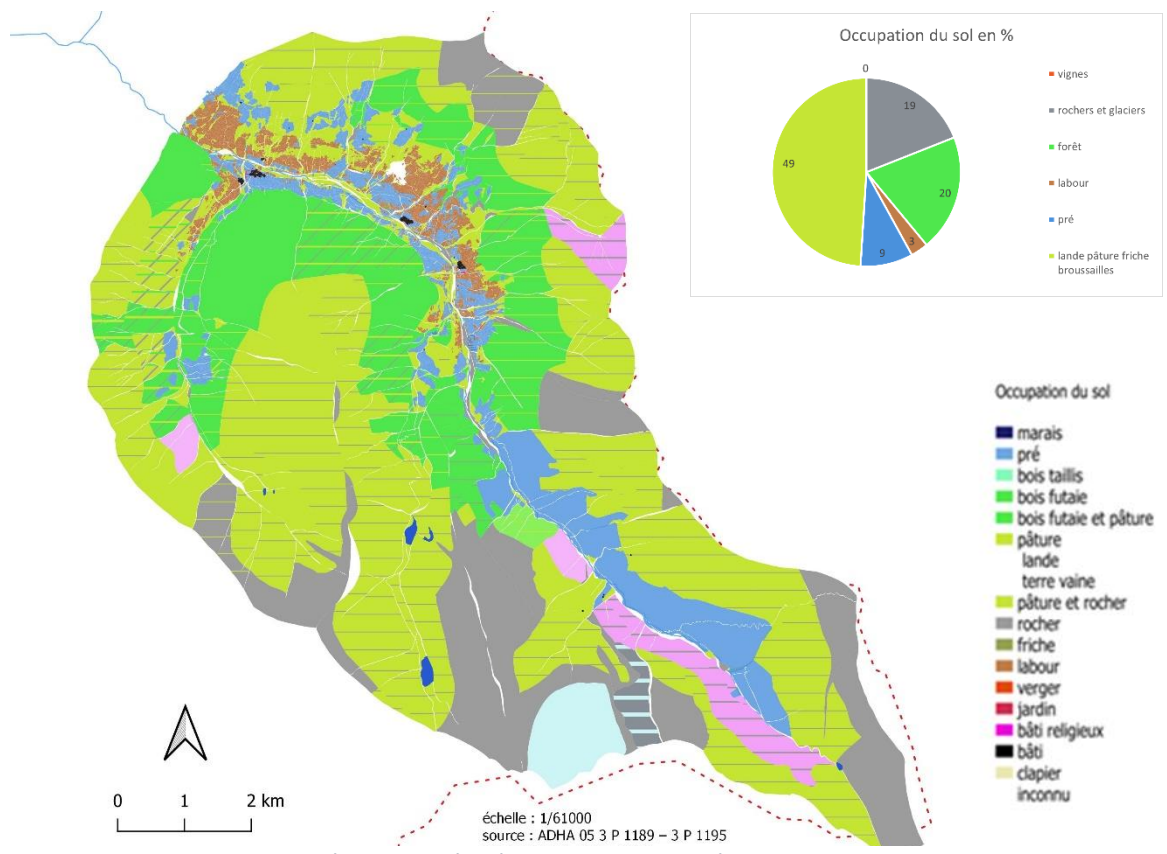 Occupation du sol en %
0
19
49
20
3
9
vignes
rochers et glaciers
forêt
labour
pré
lande pâture friche
broussailles
Occupation du sol
marais
pré
bois taillis
bois futaie
bois futaie et pâture
pâture
lande
terre vaine
pâture et rocher
rocher
friche
labour
verger
jardin
bâti religieux
bâti
clapier
inconnu
0 1 2 km
échelle : 1/61000
source : ADHA 05 3 P 1189 – 3 P 1195